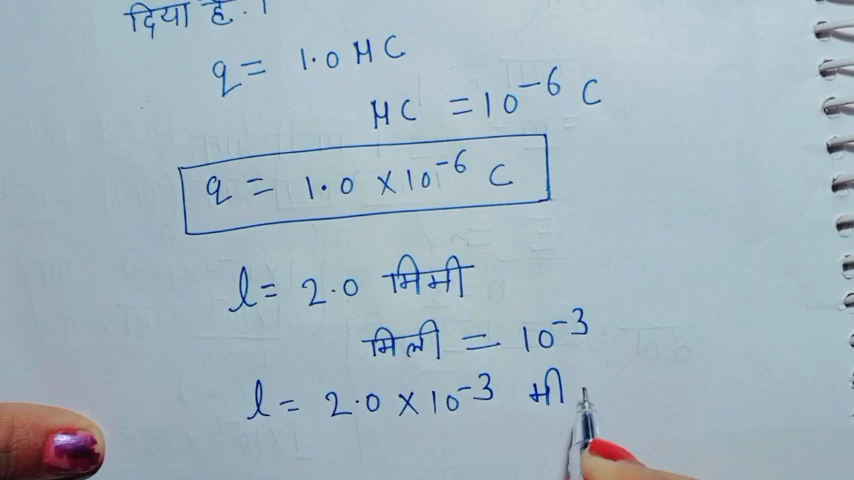 दिया है.।
q = 1.0 μC
μC = 10⁻⁶ C
q = 1.0 × 10⁻⁶ C
l = 2.0 मिमी
मिली = 10⁻³
l = 2.0 × 10⁻³ मी